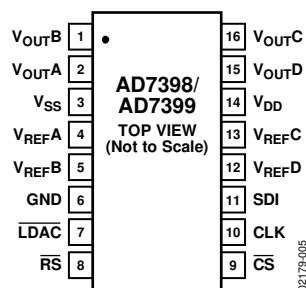 VOUTB 1
VOUTA 2
VSS 3
VREFA 4
VREFB 5
GND 6
LDAC 7
RS 8
AD7398/
AD7399
TOP VIEW
(Not to Scale)
16 VOUTC
15 VOUTD
14 VDD
13 VREFC
12 VREFD
11 SDI
10 CLK
9 CS
02179-005